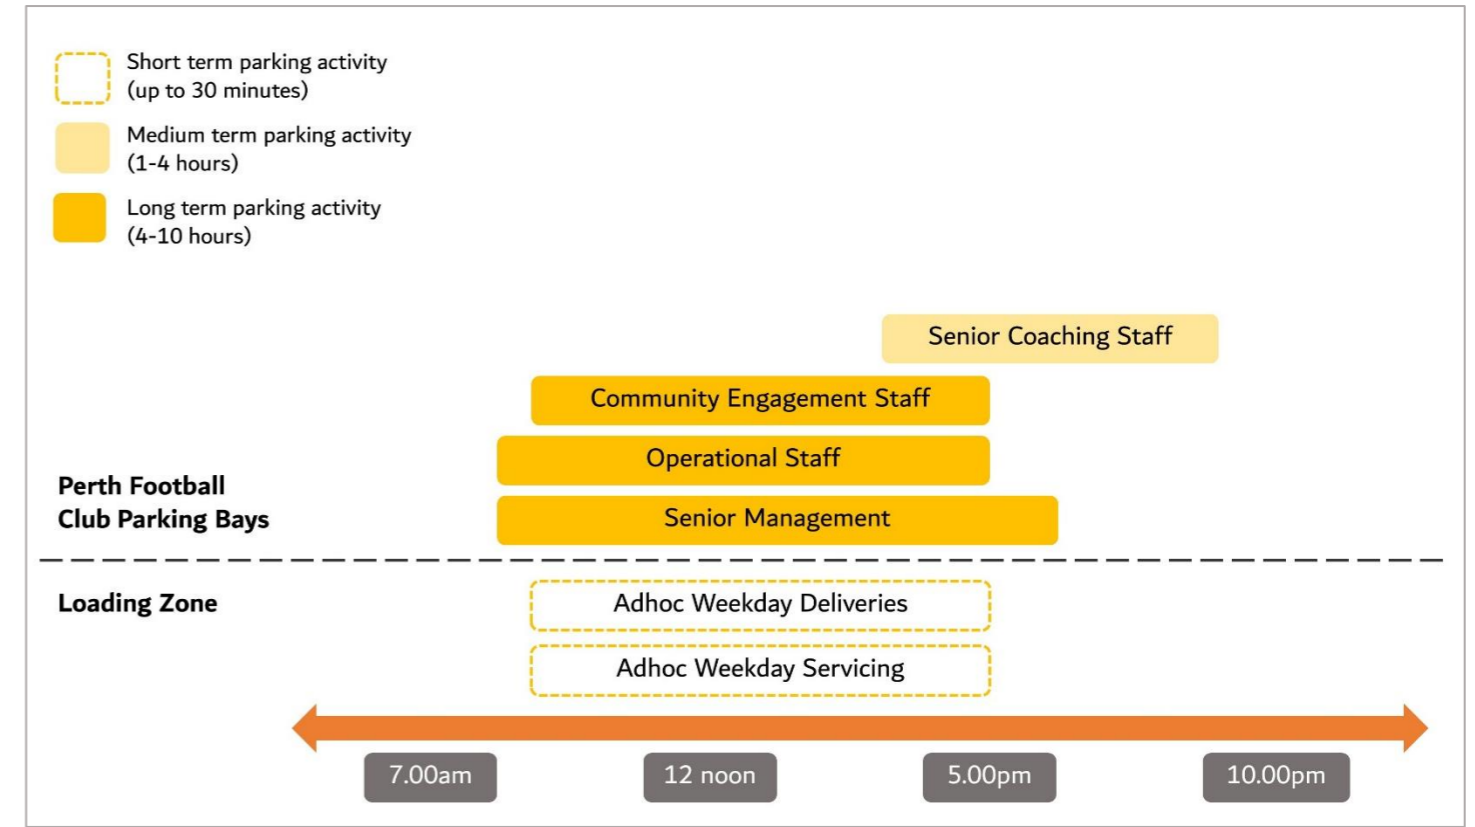 Short term parking activity
(up to 30 minutes)
Medium term parking activity
(1-4 hours)
Long term parking activity
(4-10 hours)
Senior Coaching Staff
Community Engagement Staff
Operational Staff
Perth Football
Club Parking Bays
Senior Management
Loading Zone
Adhoc Weekday Deliveries
Adhoc Weekday Servicing
7.00am
12 noon
5.00pm
10.00pm